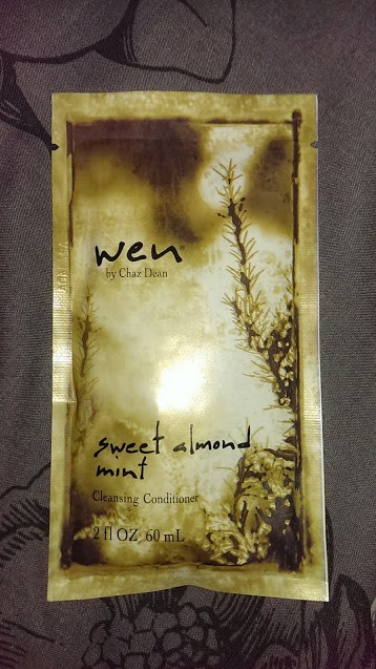 wen
by Chaz Dean
sweet almond
mint
Cleansing Conditioner
2 fl OZ, 60 mL